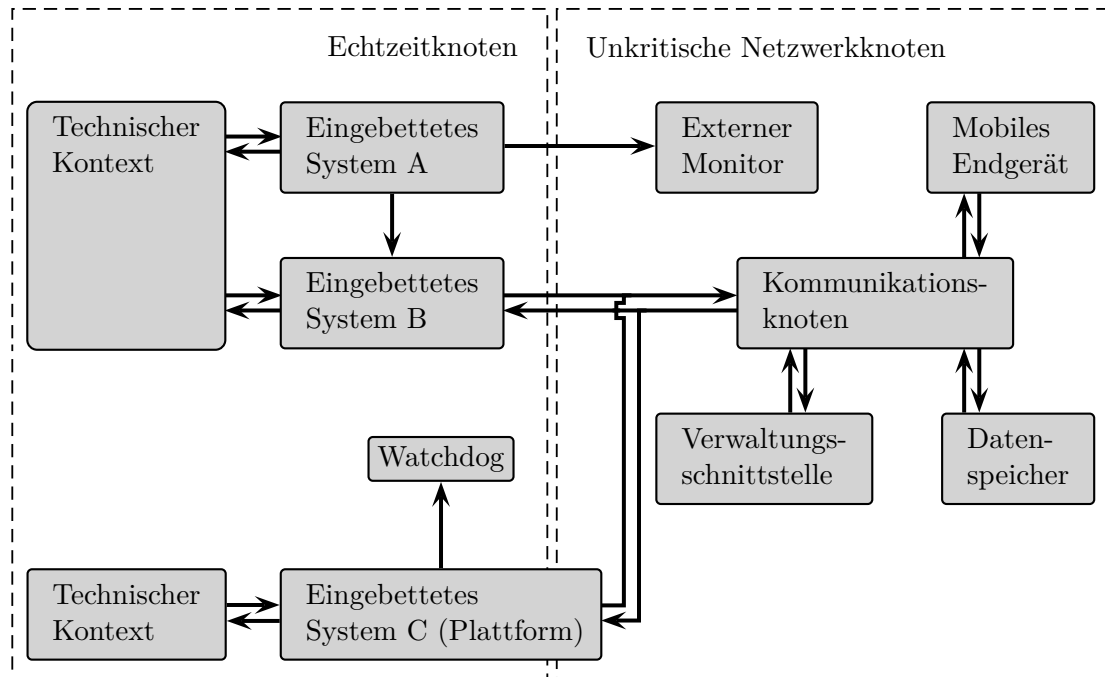 Echtzeitknoten
Unkritische Netzwerkknoten
Technischer
Kontext
Eingebettetes
System A
Externer
Monitor
Mobiles
Endgerät
Eingebettetes
System B
Kommunikations-
knoten
Verwaltungs-
schnittstelle
Daten-
speicher
Watchdog
Technischer
Kontext
Eingebettetes
System C (Plattform)